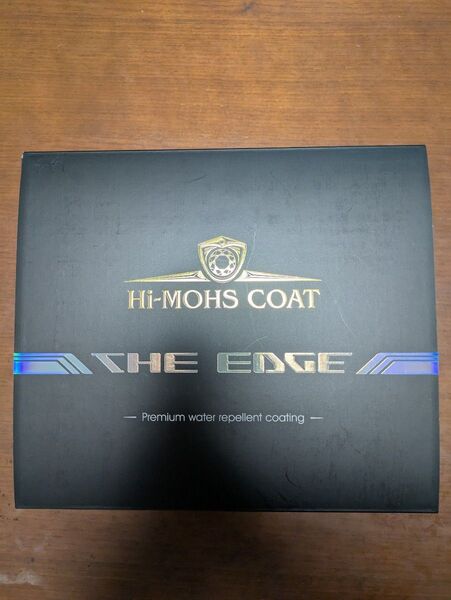 Hi-MOHS COAT
THE EDGE
Premium water repellent coating